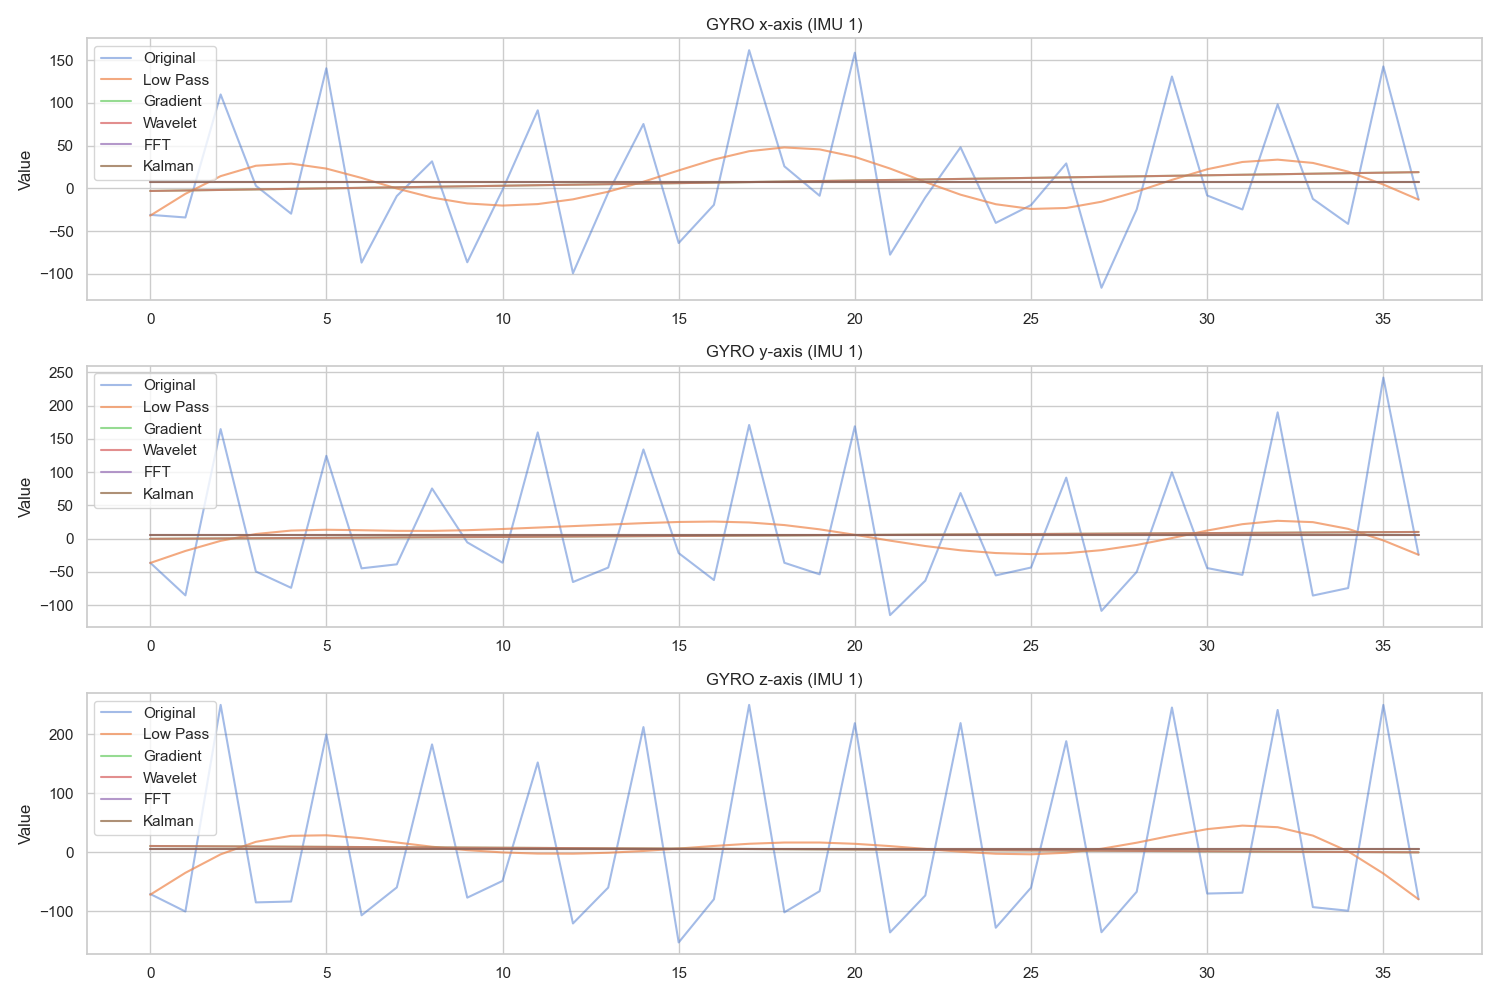 GYRO x-axis (IMU 1)
Value
150
100
50
0
−50
−100
Original
Low Pass
Gradient
Wavelet
FFT
Kalman
0 5 10 15 20 25 30 35
GYRO y-axis (IMU 1)
Value
250
200
150
100
50
0
−50
−100
Original
Low Pass
Gradient
Wavelet
FFT
Kalman
0 5 10 15 20 25 30 35
GYRO z-axis (IMU 1)
Value
200
100
0
−100
Original
Low Pass
Gradient
Wavelet
FFT
Kalman
0 5 10 15 20 25 30 35